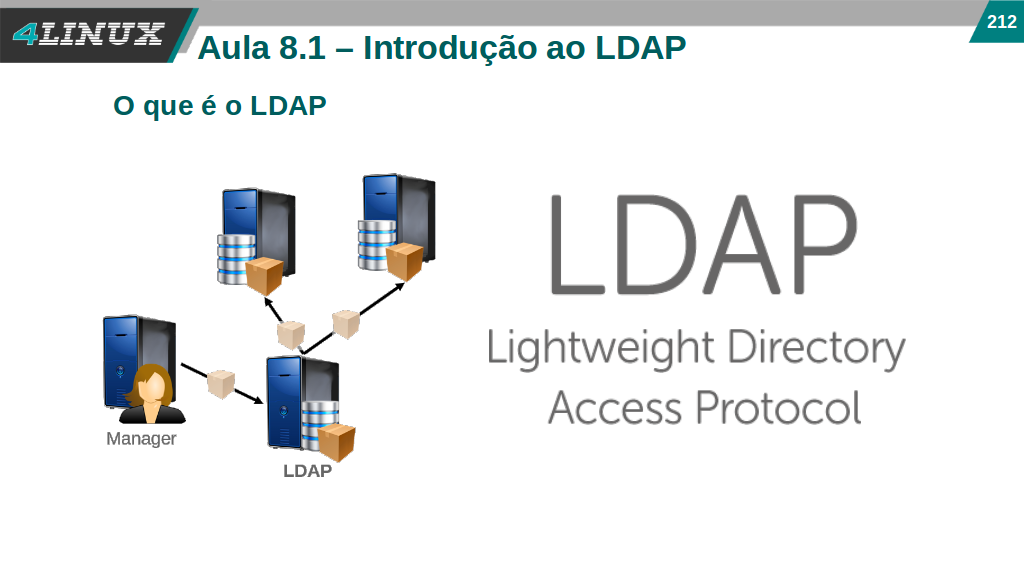 4LINUX
212
Aula 8.1 – Introdução ao LDAP
O que é o LDAP
LDAP
Lightweight Directory
Access Protocol
Manager
LDAP